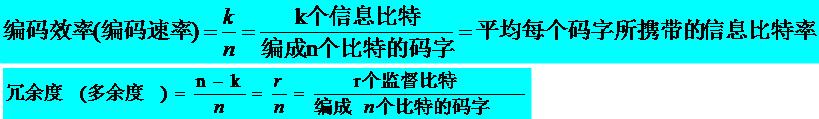 编码效率(编码速率) = k/n = k个信息比特/编成n个比特的码字 = 平均每个码字所携带的信息比特率
冗余度 (多余度 ) = n − k/n = r/n = r个监督比特/编成 n个比特的码字